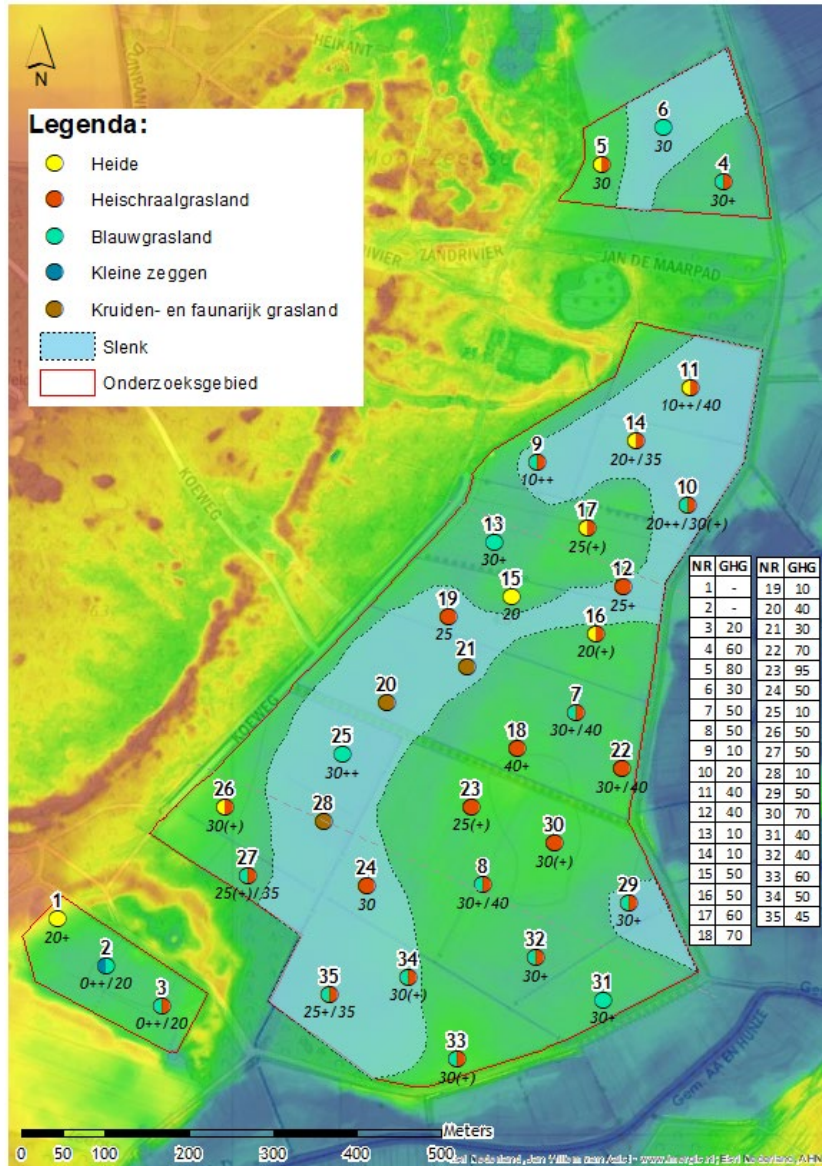 N
HEIKANT
Legenda:
Heide
Heischraalgrasland
Blauwgrasland
Kleine zeggen
Kruiden- en faunarijk grasland
Slenk
Onderzoeksgebied
ZANDRIVIER
JAN DE MAARPAD
KOEWEG
KOEWEG
6
30
5
30
4
30+
11
10++/40
14
20+/35
9
10++
10
20++/30(+)
17
25(+)
13
30+
12
25+
15
20
19
25
16
20(+)
21
20
7
30+/40
25
30++
18
40+
22
30+/40
26
30(+)
23
25(+)
28
30
30(+)
27
25(+)/35
24
30
8
30+/40
29
30+
1
20+
2
0++/20
3
0++/20
34
30(+)
32
30+
35
25+/35
31
30+
33
30(+)
NR GHG NR GHG
1 - 19 10
2 - 20 40
3 20 21 30
4 60 22 70
5 80 23 95
6 30 24 50
7 50 25 10
8 50 26 50
9 10 27 50
10 20 28 10
11 40 29 50
12 40 30 70
13 10 31 40
14 10 32 40
15 50 33 60
16 50 34 50
17 60 35 45
18 70
Gem. AA EN HUNZE
Meters
0 50 100 200 300 400 500